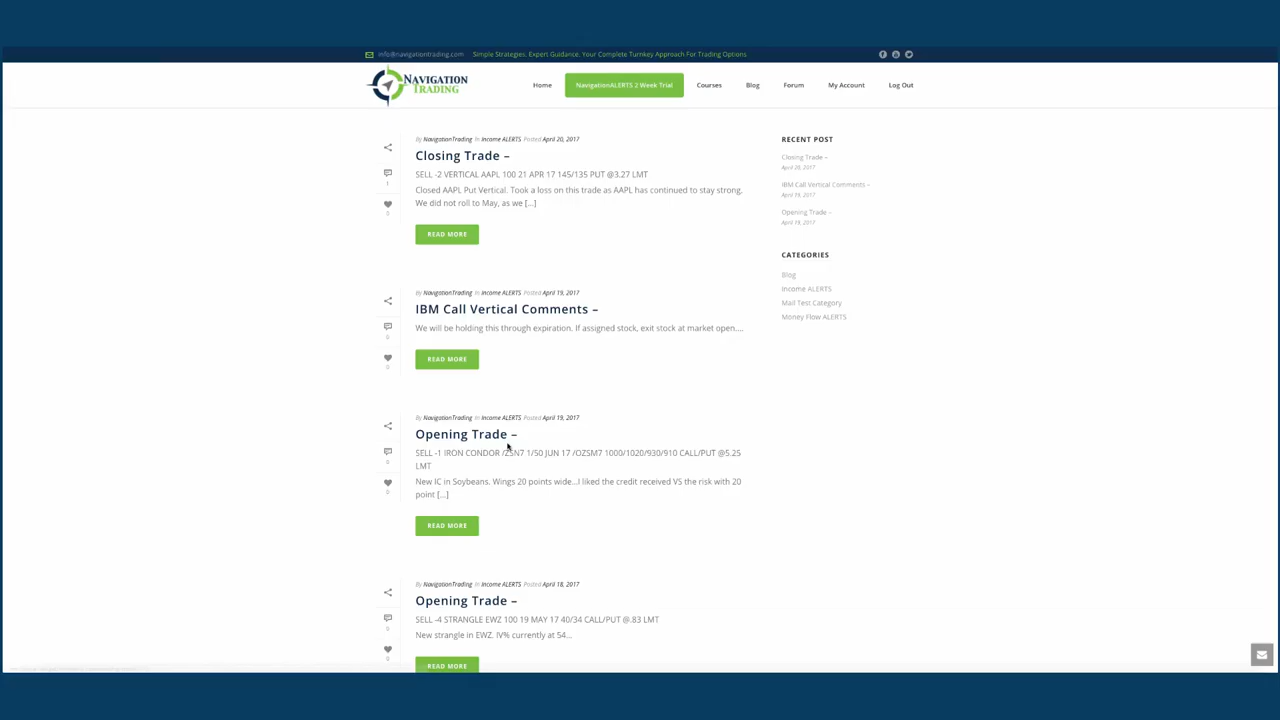 info@navigationtrading.com Simple Strategies. Expert Guidance. Your Complete Turnkey Approach For Trading Options
NAVIGATION
TRADING
Home NavigationALERTS 2 Week Trial Courses Blog Forum My Account Log Out
By NavigationTrading In Income ALERTS Posted April 20, 2017
Closing Trade –
SELL -2 VERTICAL AAPL 100 21 APR 17 145/135 PUT @3.27 LMT
Closed AAPL Put Vertical. Took a loss on this trade as AAPL has continued to stay strong.
We did not roll to May, as we [...]
1
0
READ MORE
By NavigationTrading In Income ALERTS Posted April 19, 2017
IBM Call Vertical Comments –
We will be holding this through expiration. If assigned stock, exit stock at market open....
0
0
READ MORE
By NavigationTrading In Income ALERTS Posted April 19, 2017
Opening Trade –
SELL -1 IRON CONDOR /ZSN7 1/50 JUN 17 /OZSM7 1000/1020/930/910 CALL/PUT @5.25
LMT
New IC in Soybeans. Wings 20 points wide...I liked the credit received VS the risk with 20
point [...]
0
0
READ MORE
By NavigationTrading In Income ALERTS Posted April 18, 2017
Opening Trade –
SELL -4 STRANGLE EWZ 100 19 MAY 17 40/34 CALL/PUT @.83 LMT
New strangle in EWZ. IV% currently at 54...
0
0
READ MORE
RECENT POST
Closing Trade –
April 20, 2017
IBM Call Vertical Comments –
April 19, 2017
Opening Trade –
April 19, 2017
CATEGORIES
Blog
Income ALERTS
Mail Test Category
Money Flow ALERTS